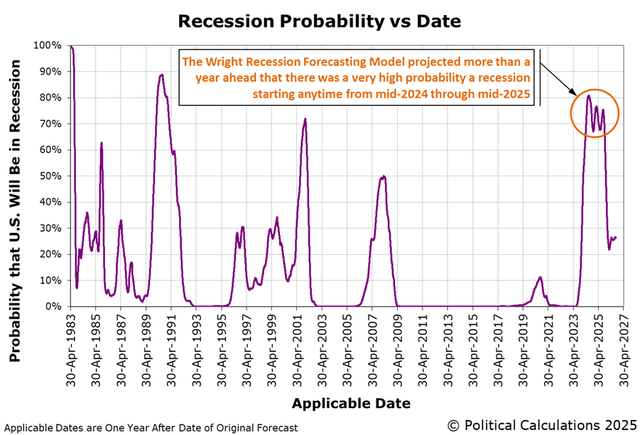 Recession Probability vs Date
The Wright Recession Forecasting Model projected more than a
year ahead that there was a very high probability a recession
starting anytime from mid-2024 through mid-2025
Probability that U.S. Will Be in Recession
100%
90%
80%
70%
60%
50%
40%
30%
20%
10%
0%
30-Apr-1983
30-Apr-1985
30-Apr-1987
30-Apr-1989
30-Apr-1991
30-Apr-1993
30-Apr-1995
30-Apr-1997
30-Apr-1999
30-Apr-2001
30-Apr-2003
30-Apr-2005
30-Apr-2007
30-Apr-2009
30-Apr-2011
30-Apr-2013
30-Apr-2015
30-Apr-2017
30-Apr-2019
30-Apr-2021
30-Apr-2023
30-Apr-2025
30-Apr-2027
Applicable Date
Applicable Dates are One Year After Date of Original Forecast
© Political Calculations 2025